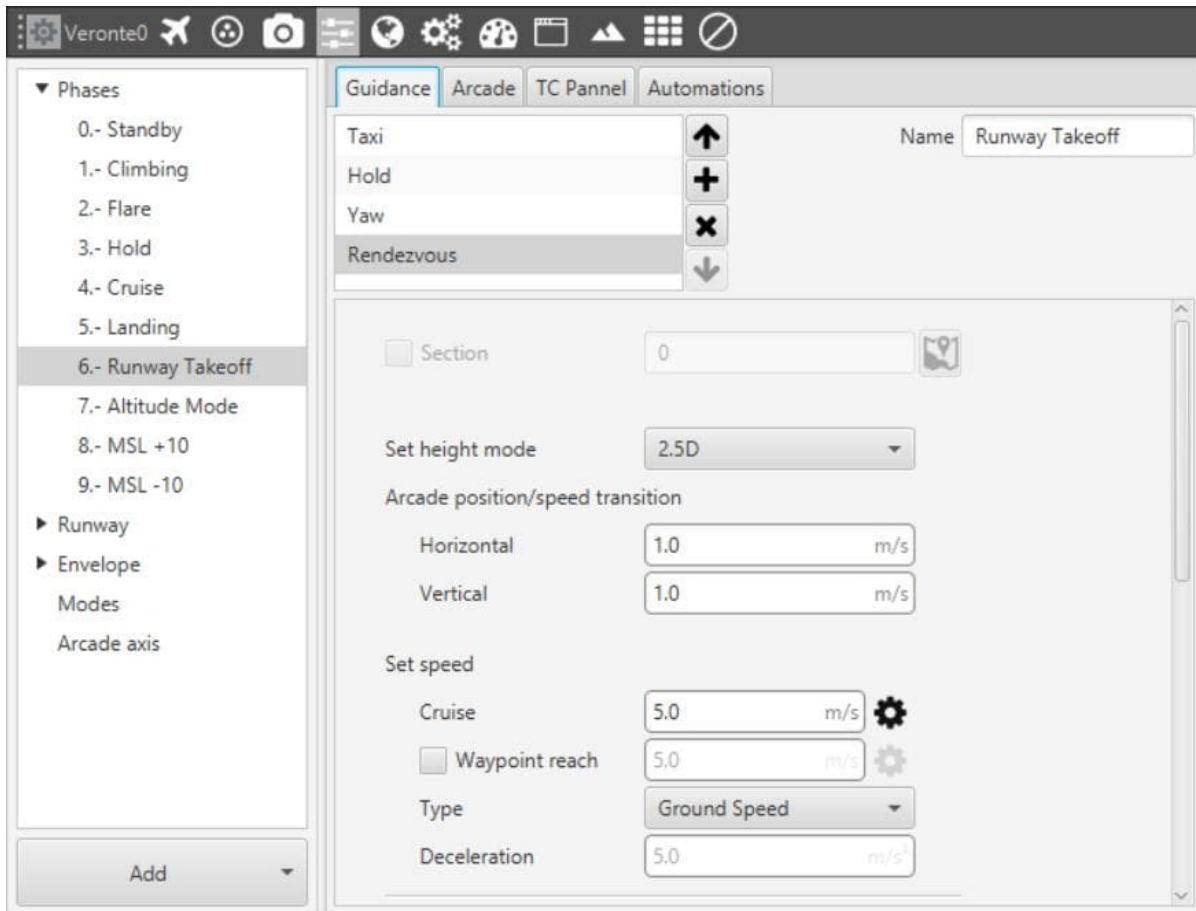 Veronte0
Phases
0.- Standby
1.- Climbing
2.- Flare
3.- Hold
4.- Cruise
5.- Landing
6.- Runway Takeoff
7.- Altitude Mode
8.- MSL +10
9.- MSL -10
Runway
Envelope
Modes
Arcade axis
Add
Guidance Arcade TC Pannel Automations
Taxi
Hold
Yaw
Rendezvous
Name Runway Takeoff
Section 0
Set height mode 2.5D
Arcade position/speed transition
Horizontal 1.0 m/s
Vertical 1.0 m/s
Set speed
Cruise 5.0 m/s
Waypoint reach 5.0 m/s
Type Ground Speed
Deceleration 5.0 m/s²